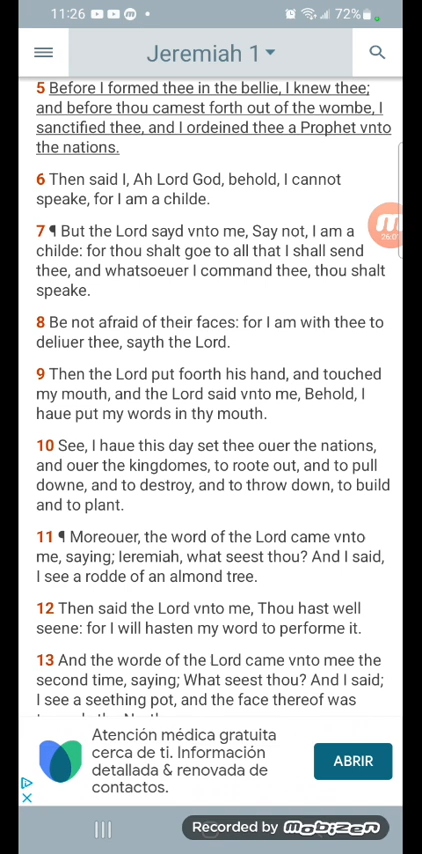 11:26 72%
Jeremiah 1
5 Before I formed thee in the bellie, I knew thee;
and before thou camest forth out of the wombe, I
sanctified thee, and I ordeined thee a Prophet vnto
the nations.
6 Then said I, Ah Lord God, behold, I cannot
speake, for I am a childe.
7 ¶ But the Lord sayd vnto me, Say not, I am a
childe: for thou shalt goe to all that I shall send
thee, and whatsoeuer I command thee, thou shalt
speake.
8 Be not afraid of their faces: for I am with thee to
deliuer thee, sayth the Lord.
9 Then the Lord put foorth his hand, and touched
my mouth, and the Lord said vnto me, Behold, I
haue put my words in thy mouth.
10 See, I haue this day set thee ouer the nations,
and ouer the kingdomes, to roote out, and to pull
downe, and to destroy, and to throw down, to build
and to plant.
11 ¶ Moreouer, the word of the Lord came vnto
me, saying; Ieremiah, what seest thou? And I said,
I see a rodde of an almond tree.
12 Then said the Lord vnto me, Thou hast well
seene: for I will hasten my word to performe it.
13 And the worde of the Lord came vnto mee the
second time, saying; What seest thou? And I said;
I see a seething pot, and the face thereof was
Atención médica gratuita
cerca de ti. Información
detallada & renovada de
contactos.
ABRIR
Recorded by mobizen